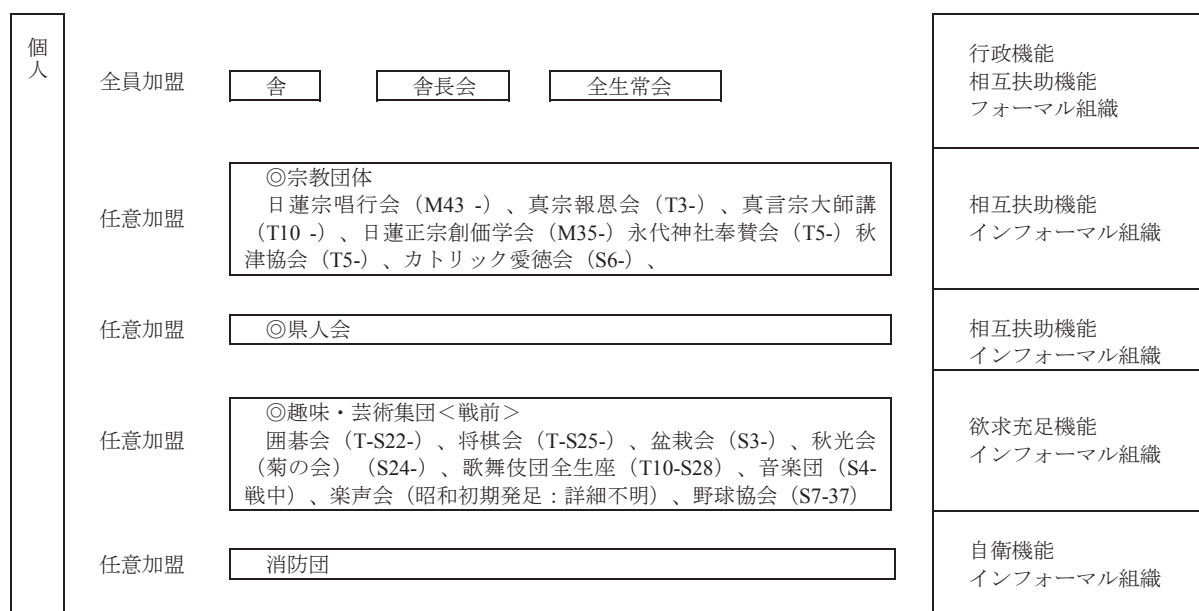 個人
全員加盟
舎
舎長会
全生常会
行政機能
相互扶助機能
フォーマル組織
任意加盟
◎宗教団体
日蓮宗唱行会（M43 -）、真宗報恩会（T3-）、真言宗大師講
（T10 -）、日蓮正宗創価学会（M35-）永代神社奉賛会（T5-）秋
津協会（T5-）、カトリック愛徳会（S6-）、
相互扶助機能
インフォーマル組織
任意加盟
◎県人会
相互扶助機能
インフォーマル組織
任意加盟
◎趣味・芸術集団＜戦前＞
囲碁会（T-S22-）、将棋会（T-S25-）、盆栽会（S3-）、秋光会
（菊の会）（S24-）、歌舞伎団全生座（T10-S28）、音楽団（S4-
戦中）、楽声会（昭和初期発足：詳細不明）、野球協会（S7-37）
欲求充足機能
インフォーマル組織
任意加盟
消防団
自衛機能
インフォーマル組織